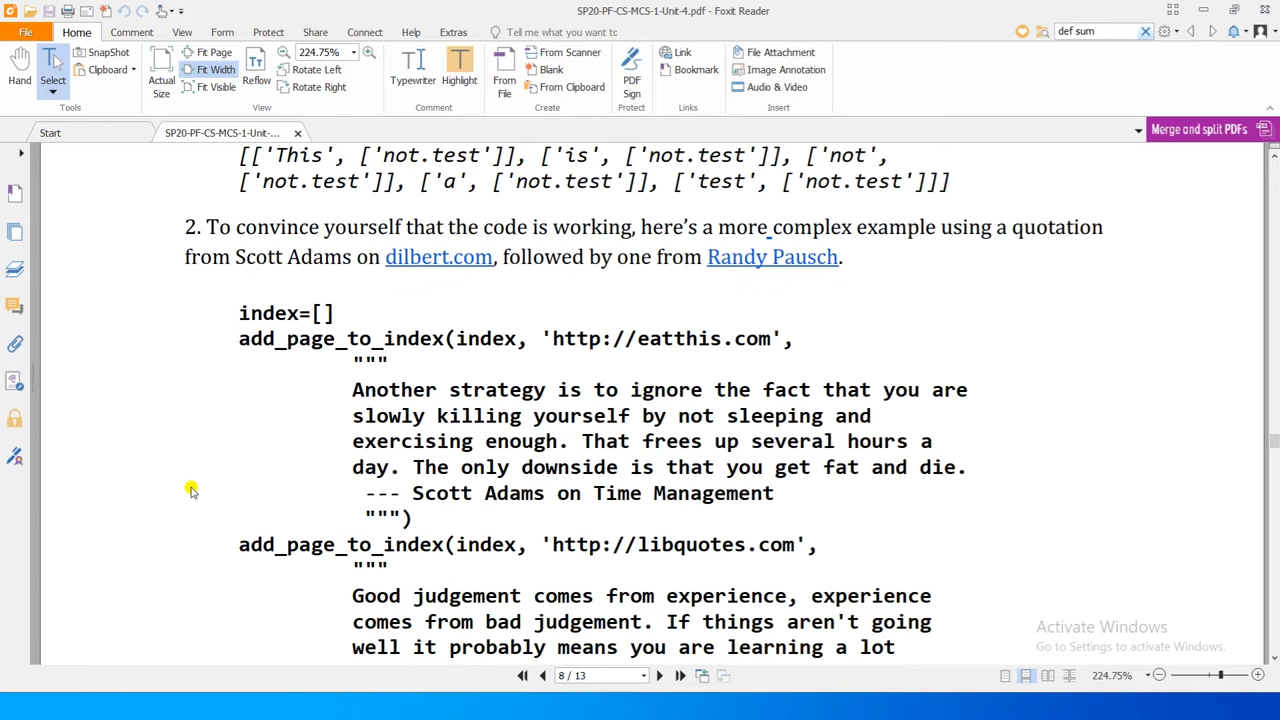 SP20-PF-CS-MCS-1-Unit-4.pdf - Foxit Reader
File Home Comment View Form Protect Share Connect Help Extras Tell me what you want tc def sum
Hand
Select
SnapShot
Clipboard
Tools
Actual Size
Fit Page
Fit Width
Fit Visible
Reflow
224.75%
Rotate Left
Rotate Right
View
Typewriter
Highlight
Comment
From File
From Scanner
Blank
From Clipboard
Create
PDF Sign
Protect
Link
Bookmark
Links
File Attachment
Image Annotation
Audio & Video
Insert
Start SP20-PF-CS-MCS-1-Unit-... Merge and split PDFs
[['This', ['not.test']], ['is', ['not.test']], ['not',
['not.test']], ['a', ['not.test']], ['test', ['not.test']]]
2. To convince yourself that the code is working, here’s a more complex example using a quotation
from Scott Adams on dilbert.com, followed by one from Randy Pausch.
index=[]
add_page_to_index(index, 'http://eatthis.com',
"""
Another strategy is to ignore the fact that you are
slowly killing yourself by not sleeping and
exercising enough. That frees up several hours a
day. The only downside is that you get fat and die.
--- Scott Adams on Time Management
""")
add_page_to_index(index, 'http://libquotes.com',
"""
Good judgement comes from experience, experience
comes from bad judgement. If things aren't going
well it probably means you are learning a lot
Activate Windows
Go to Settings to activate Windows.
8 / 13
224.75%